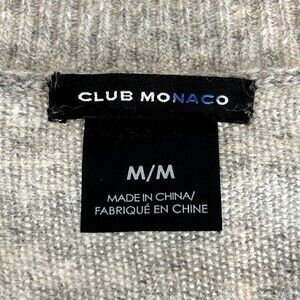 CLUB MONACO
M/M
MADE IN CHINA/
FABRIQUÉ EN CHINE